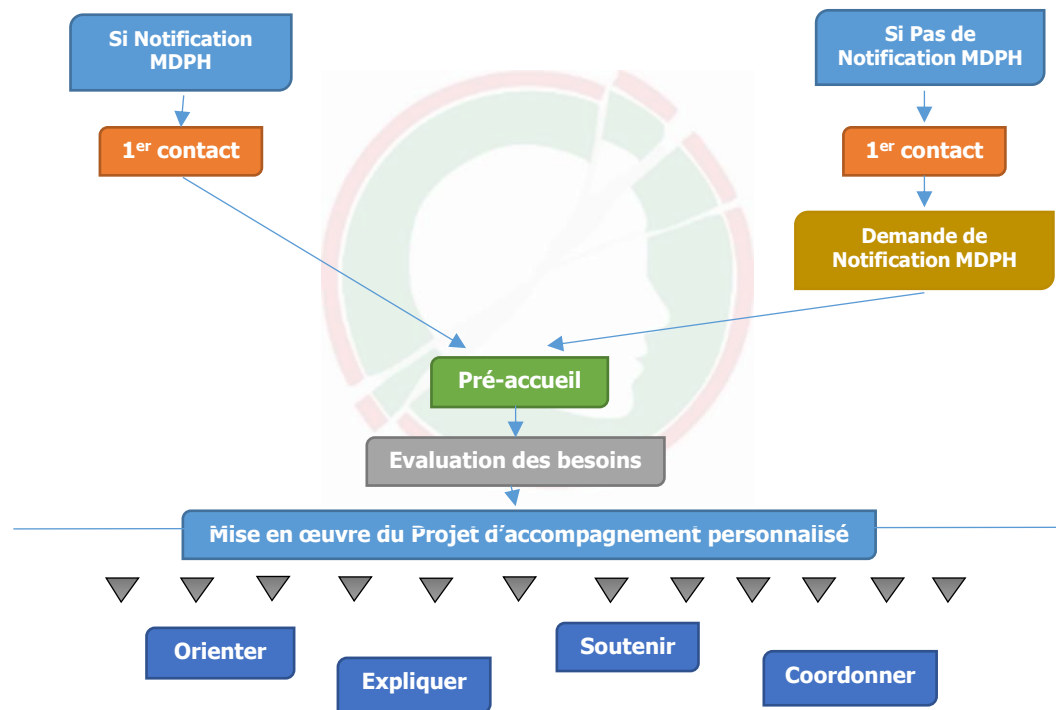 Si Notification
MDPH
Si Pas de
Notification MDPH
1er contact
1er contact
Demande de
Notification MDPH
Pré-accueil
Evaluation des besoins
Mise en œuvre du Projet d’accompagnement personnalisé
Orienter
Expliquer
Soutenir
Coordonner